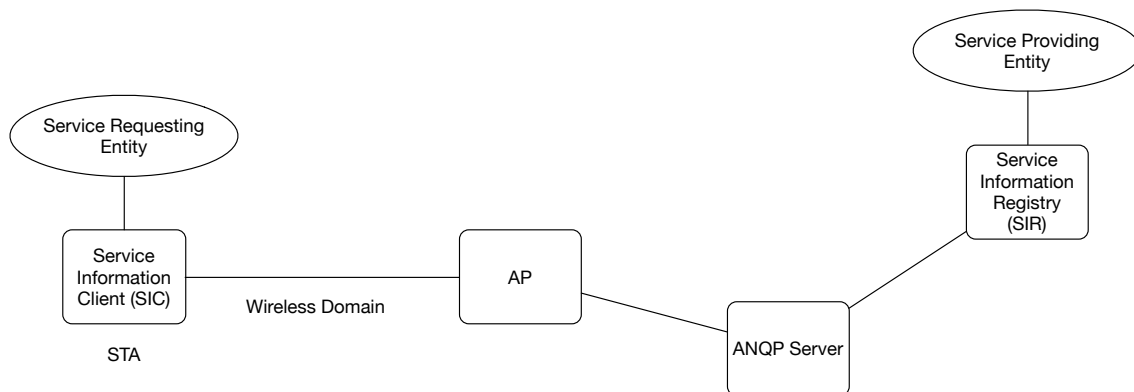 Service Providing
Entity
Service Requesting
Entity
Service
Information
Registry
(SIR)
Service
Information
Client (SIC)
AP
Wireless Domain
ANQP Server
STA